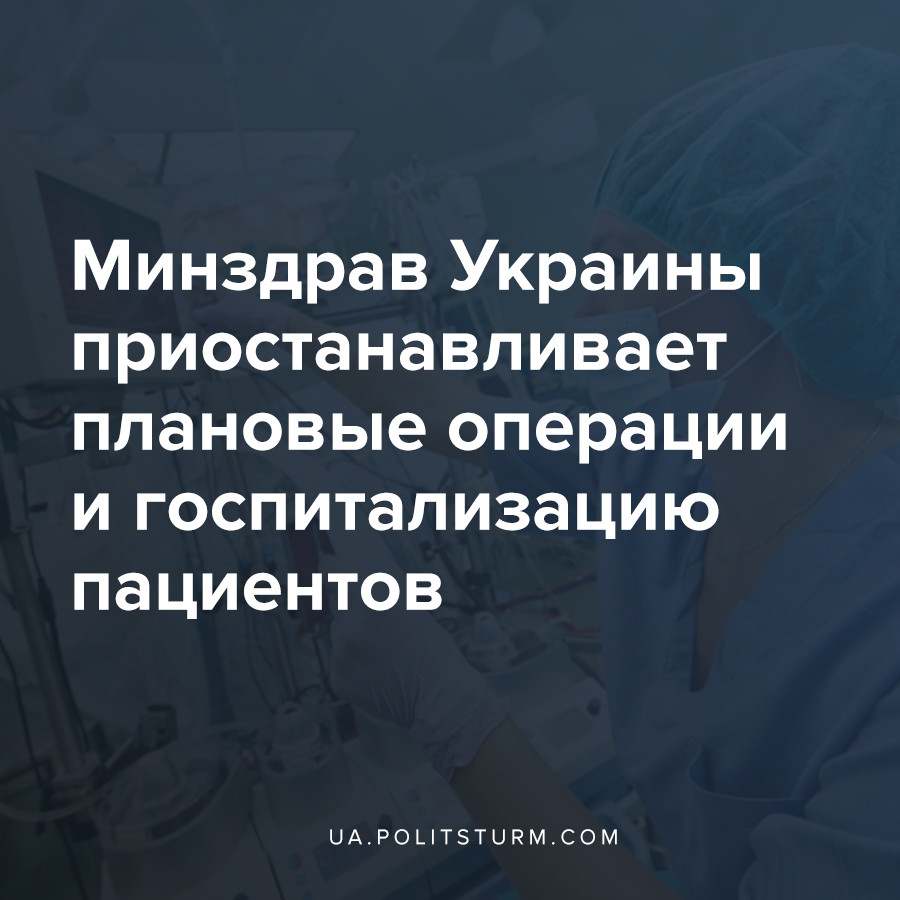 Минздрав Украины
приостанавливает
плановые операции
и госпитализацию
пациентов
UA.POLITSTURM.COM